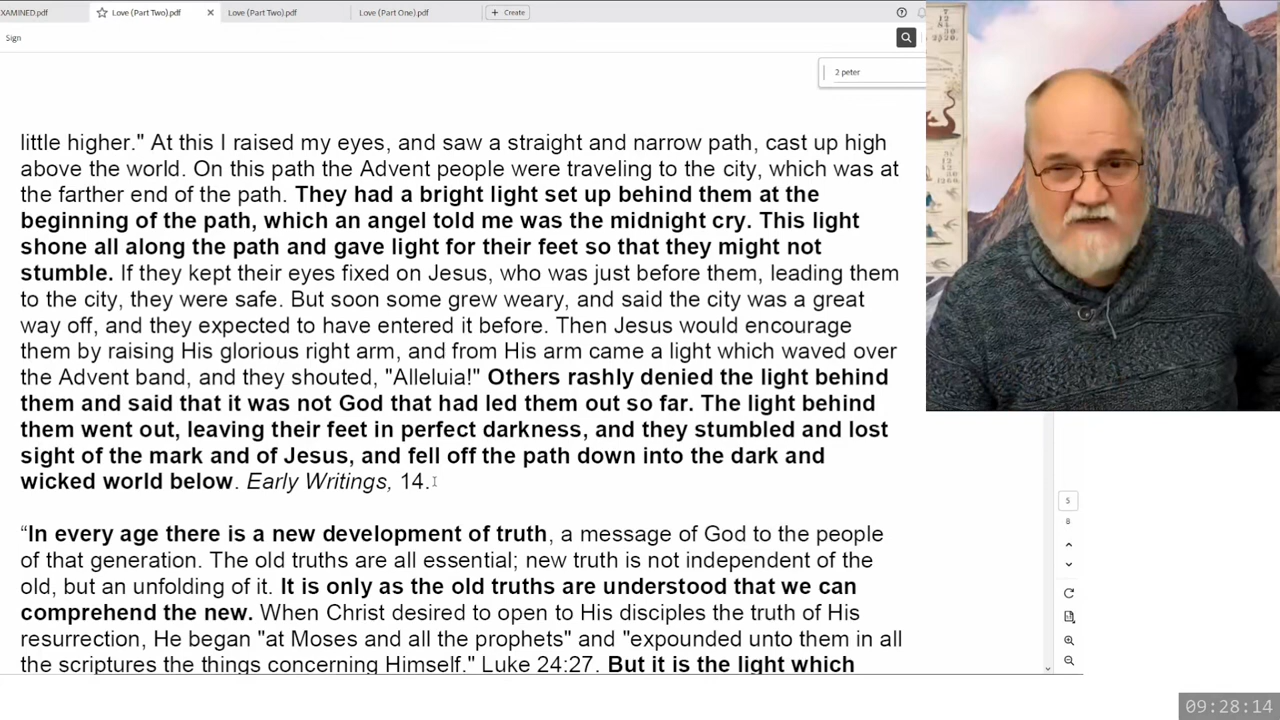 XAMINED.pdf
Love (Part Two).pdf
Love (Part Two).pdf
Love (Part One).pdf
Create
Sign
2 peter
little higher." At this I raised my eyes, and saw a straight and narrow path, cast up high
above the world. On this path the Advent people were traveling to the city, which was at
the farther end of the path. They had a bright light set up behind them at the
beginning of the path, which an angel told me was the midnight cry. This light
shone all along the path and gave light for their feet so that they might not
stumble. If they kept their eyes fixed on Jesus, who was just before them, leading them
to the city, they were safe. But soon some grew weary, and said the city was a great
way off, and they expected to have entered it before. Then Jesus would encourage
them by raising His glorious right arm, and from His arm came a light which waved over
the Advent band, and they shouted, "Alleluia!" Others rashly denied the light behind
them and said that it was not God that had led them out so far. The light behind
them went out, leaving their feet in perfect darkness, and they stumbled and lost
sight of the mark and of Jesus, and fell off the path down into the dark and
wicked world below. Early Writings, 14.
“In every age there is a new development of truth, a message of God to the people
of that generation. The old truths are all essential; new truth is not independent of the
old, but an unfolding of it. It is only as the old truths are understood that we can
comprehend the new. When Christ desired to open to His disciples the truth of His
resurrection, He began "at Moses and all the prophets" and "expounded unto them in all
the scriptures the things concerning Himself." Luke 24:27. But it is the light which
5
8
09:28:14